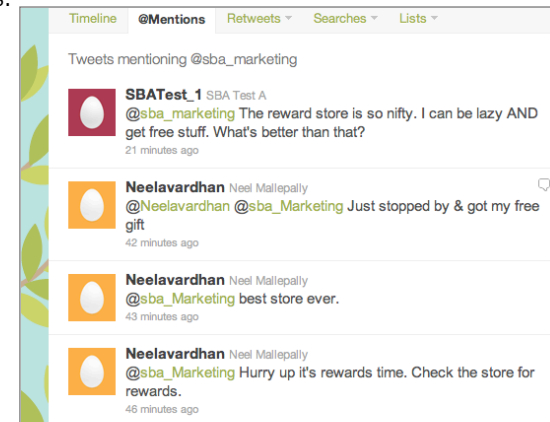 s.
Timeline @Mentions Retweets Searches Lists
Tweets mentioning @sba_marketing
SBATest_1 SBA Test A
@sba_marketing The reward store is so nifty. I can be lazy AND
get free stuff. What's better than that?
21 minutes ago
Neelavardhan Neel Mallepally
@Neelavardhan @sba_Marketing Just stopped by & got my free
gift
42 minutes ago
Neelavardhan Neel Mallepally
@sba_Marketing best store ever.
43 minutes ago
Neelavardhan Neel Mallepally
@sba_Marketing Hurry up it's rewards time. Check the store for
rewards.
46 minutes ago